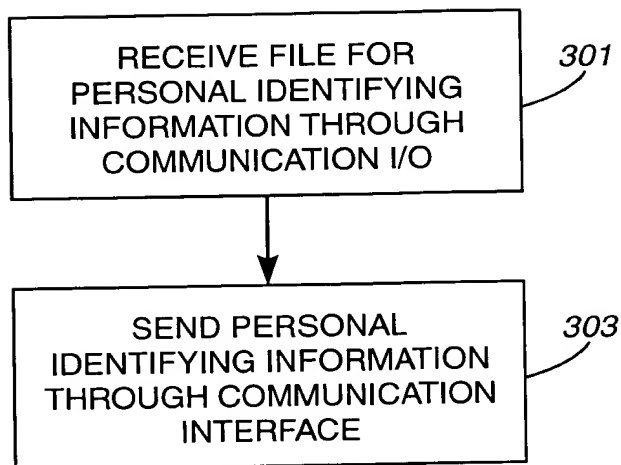 RECEIVE FILE FOR
PERSONAL IDENTIFYING
INFORMATION THROUGH
COMMUNICATION I/O
301
SEND PERSONAL
IDENTIFYING INFORMATION
THROUGH COMMUNICATION
INTERFACE
303